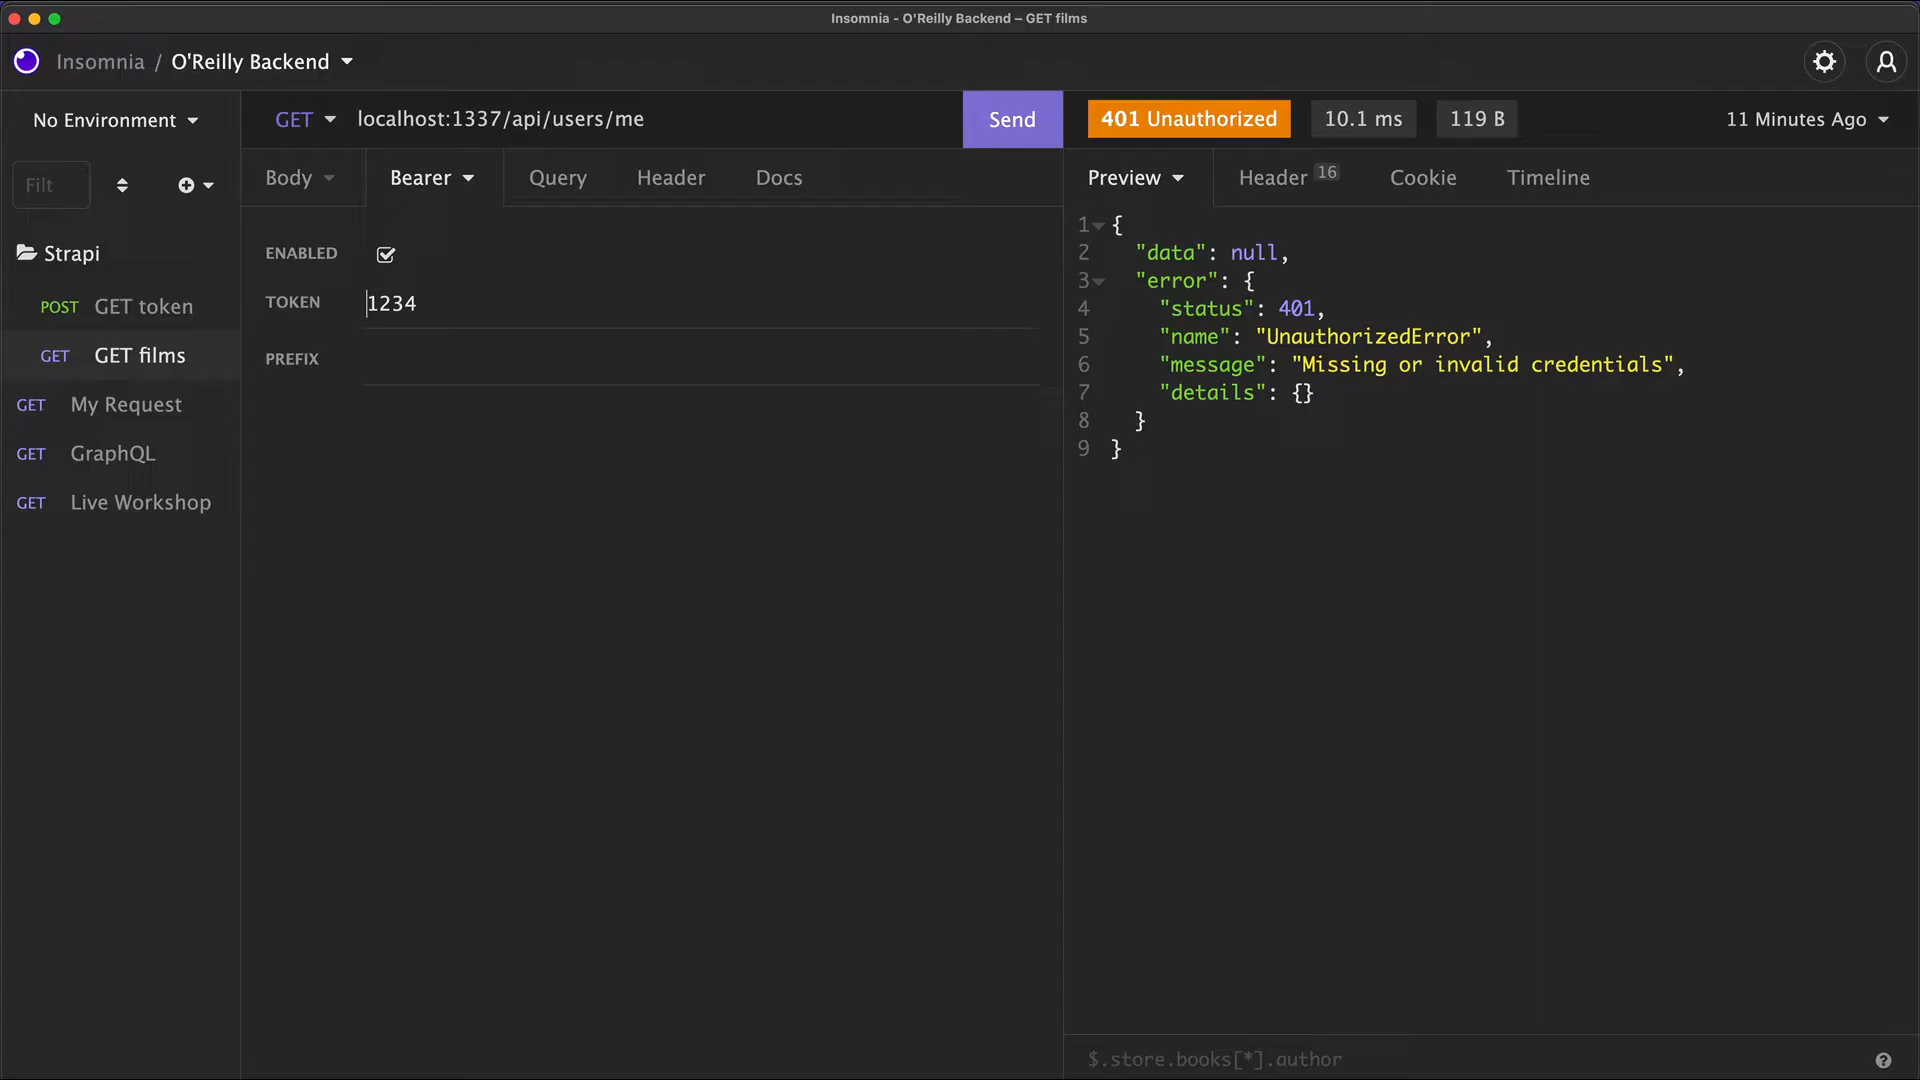 Insomnia - O'Reilly Backend – GET films
Insomnia / O'Reilly Backend
No Environment
GET localhost:1337/api/users/me Send
401 Unauthorized 10.1 ms 119 B 11 Minutes Ago
Filt
Body Bearer Query Header Docs
Preview Header 16 Cookie Timeline
Strapi
POST GET token
GET GET films
GET My Request
GET GraphQL
GET Live Workshop
ENABLED
TOKEN 1234
PREFIX
1 {
2 "data": null,
3 "error": {
4 "status": 401,
5 "name": "UnauthorizedError",
6 "message": "Missing or invalid credentials",
7 "details": {}
8 }
9 }
$.store.books[*].author